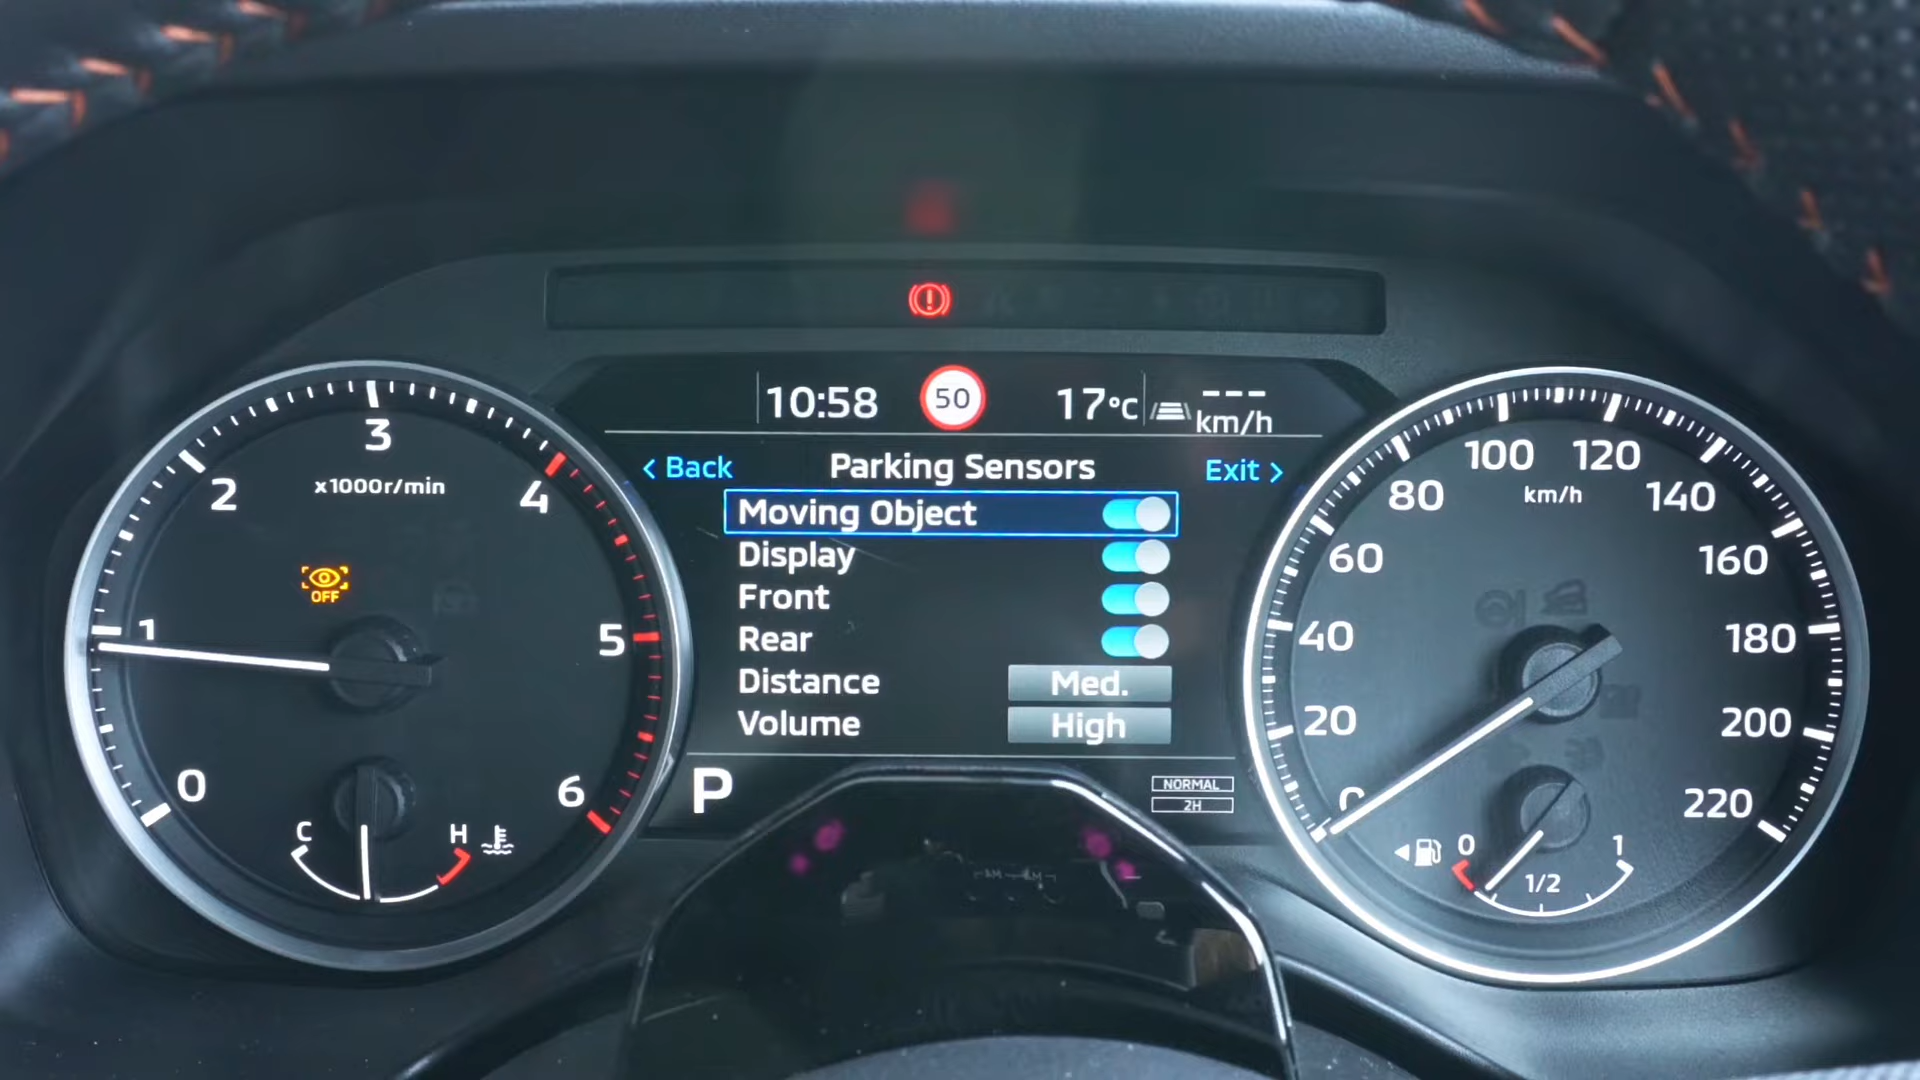 10:58
50
17°C
---
km/h
< Back
Parking Sensors
Exit >
Moving Object
Display
Front
Rear
Distance
Med.
Volume
High
P
NORMAL
2H
0
1
2
3
4
5
6
x1000r/min
OFF
C
H
0
20
40
60
80
100
120
140
160
180
200
220
km/h
0
1/2
1